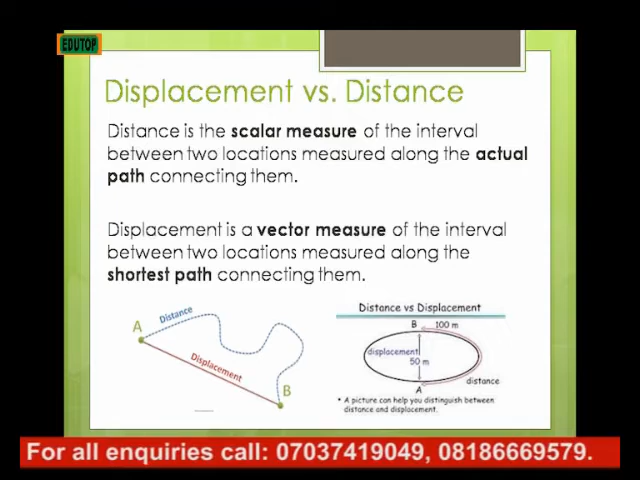 EDUTOP
Displacement vs. Distance
Distance is the scalar measure of the interval
between two locations measured along the actual
path connecting them.
Displacement is a vector measure of the interval
between two locations measured along the
shortest path connecting them.
A
Distance
Displacement
B
Distance vs Displacement
B
100 m
displacement
50 m
A
distance
• A picture can help you distinguish between
distance and displacement.
For all enquiries call: 07037419049, 08186669579.